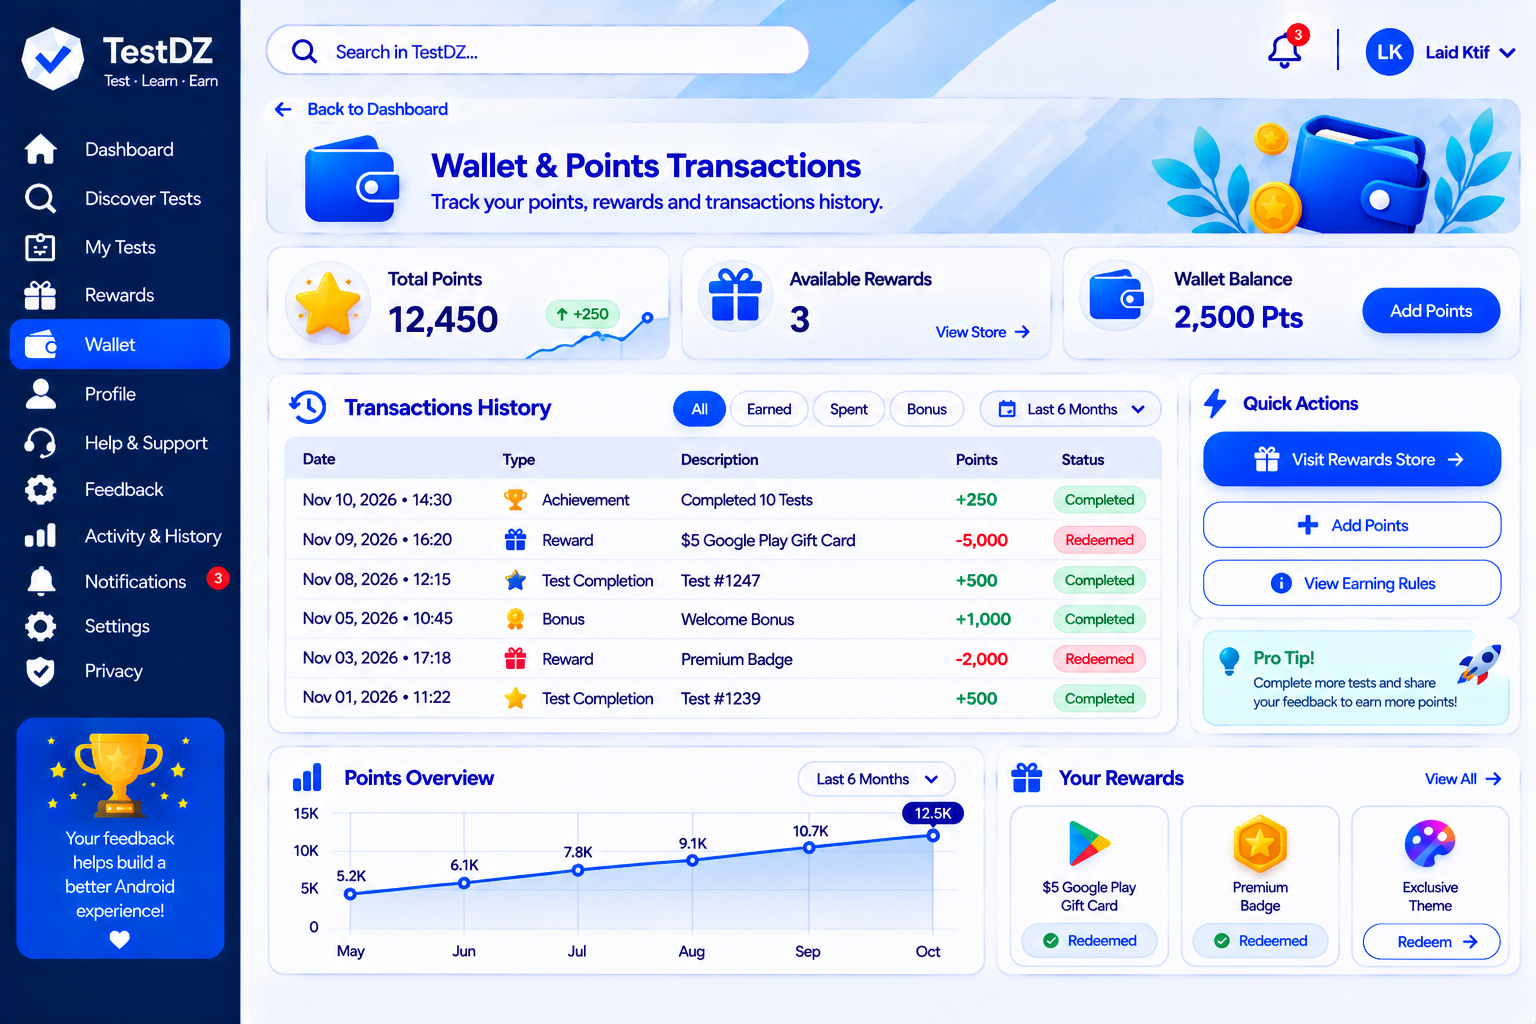 TestDZ
Test · Learn · Earn
Dashboard
Discover Tests
My Tests
Rewards
Wallet
Profile
Help & Support
Feedback
Activity & History
Notifications 3
Settings
Privacy
Your feedback
helps build a
better Android
experience!
Search in TestDZ...
3
LK
Laid Ktif
Back to Dashboard
Wallet & Points Transactions
Track your points, rewards and transactions history.
Total Points
12,450
+250
Available Rewards
3
View Store
Wallet Balance
2,500 Pts
Add Points
Transactions History
All
Earned
Spent
Bonus
Last 6 Months
Date Type Description Points Status
Nov 10, 2026 • 14:30 Achievement Completed 10 Tests +250 Completed
Nov 09, 2026 • 16:20 Reward $5 Google Play Gift Card -5,000 Redeemed
Nov 08, 2026 • 12:15 Test Completion Test #1247 +500 Completed
Nov 05, 2026 • 10:45 Bonus Welcome Bonus +1,000 Completed
Nov 03, 2026 • 17:18 Reward Premium Badge -2,000 Redeemed
Nov 01, 2026 • 11:22 Test Completion Test #1239 +500 Completed
Quick Actions
Visit Rewards Store
Add Points
View Earning Rules
Pro Tip!
Complete more tests and share
your feedback to earn more points!
Points Overview
Last 6 Months
15K
10K
5K
0
5.2K
6.1K
7.8K
9.1K
10.7K
12.5K
May Jun Jul Aug Sep Oct
Your Rewards
View All
$5 Google Play
Gift Card
Redeemed
Premium
Badge
Redeemed
Exclusive
Theme
Redeem